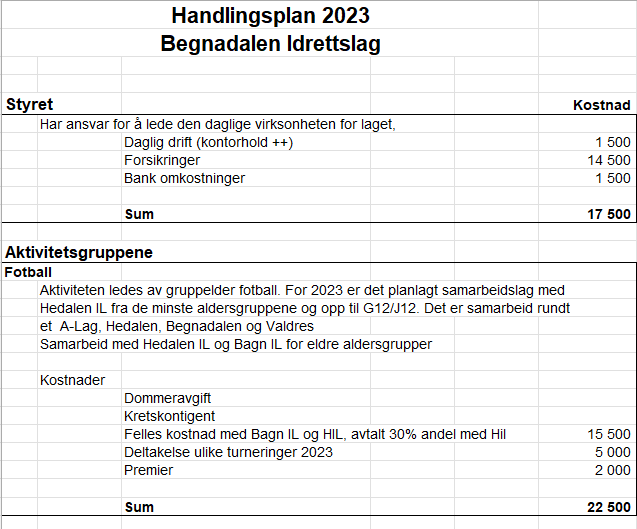 Handlingsplan 2023
Begnadalen Idrettslag
Styret Kostnad
Har ansvar for å lede den daglige virksonheten for laget,
Daglig drift (kontorhold ++) 1 500
Forsikringer 14 500
Bank omkostninger 1 500
Sum 17 500
Aktivitetsgruppene
Fotball
Aktiviteten ledes av gruppelder fotball. For 2023 er det planlagt samarbeidslag med
Hedalen IL fra de minste aldersgruppene og opp til G12/J12. Det er samarbeid rundt
et A-Lag, Hedalen, Begnadalen og Valdres
Samarbeid med Hedalen IL og Bagn IL for eldre aldersgrupper
Kostnader
Dommeravgift
Kretskontigent
Felles kostnad med Bagn IL og HIL, avtalt 30% andel med Hil 15 500
Deltakelse ulike turneringer 2023 5 000
Premier 2 000
Sum 22 500